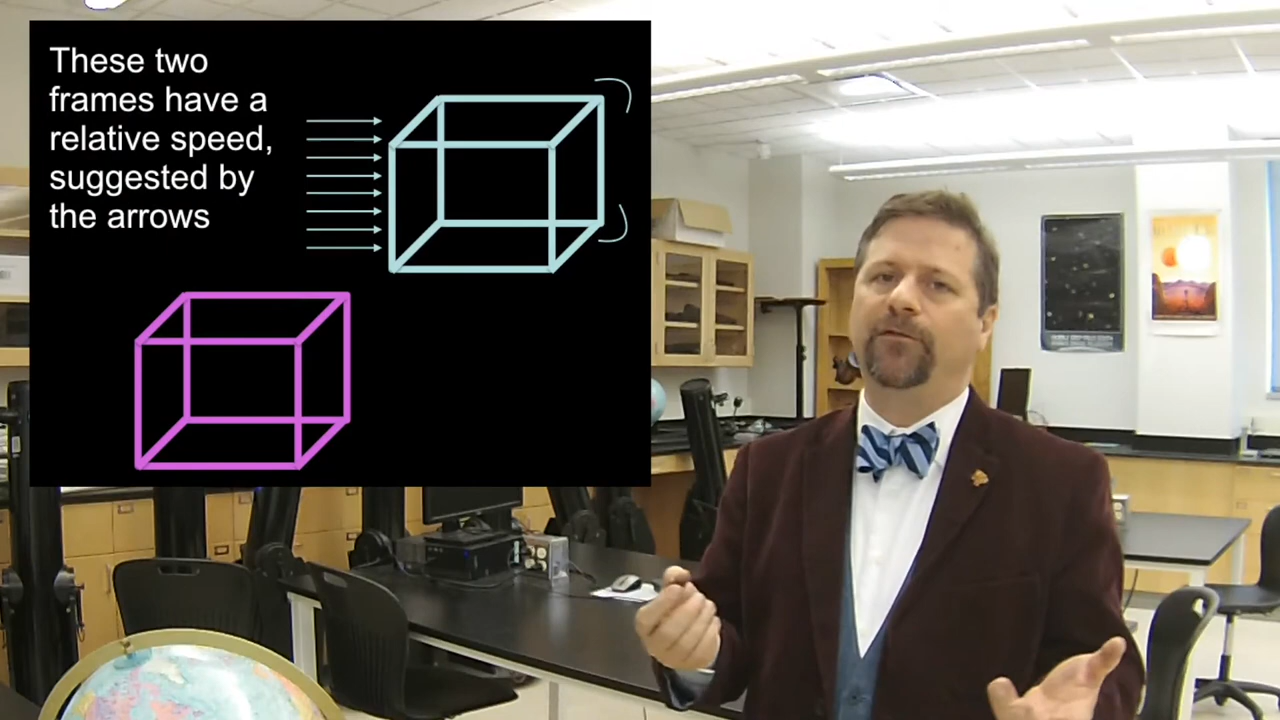 These two
frames have a
relative speed,
suggested by
the arrows